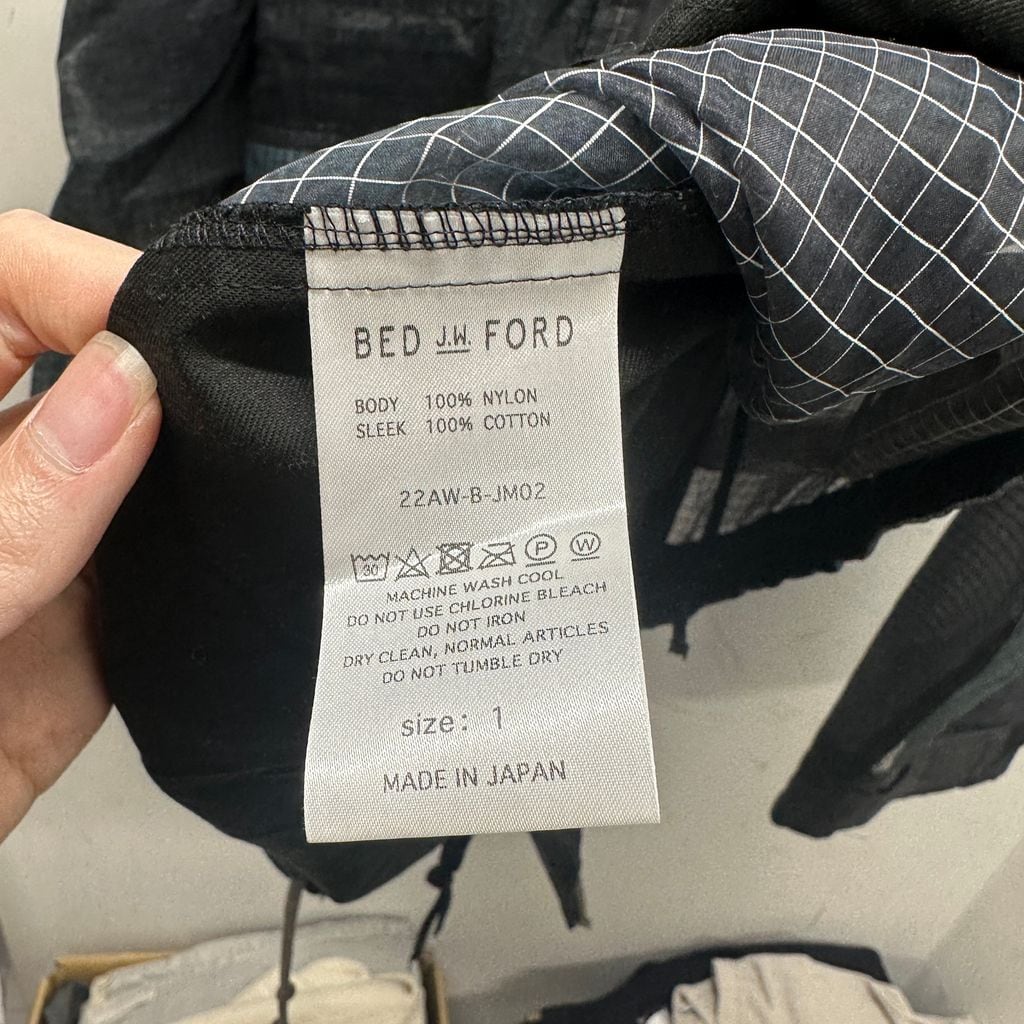 BED J.W. FORD
BODY 100% NYLON
SLEEK 100% COTTON
22AW-B-JM02
30 P W
MACHINE WASH COOL
DO NOT USE CHLORINE BLEACH
DO NOT IRON
DRY CLEAN, NORMAL ARTICLES
DO NOT TUMBLE DRY
size: 1
MADE IN JAPAN